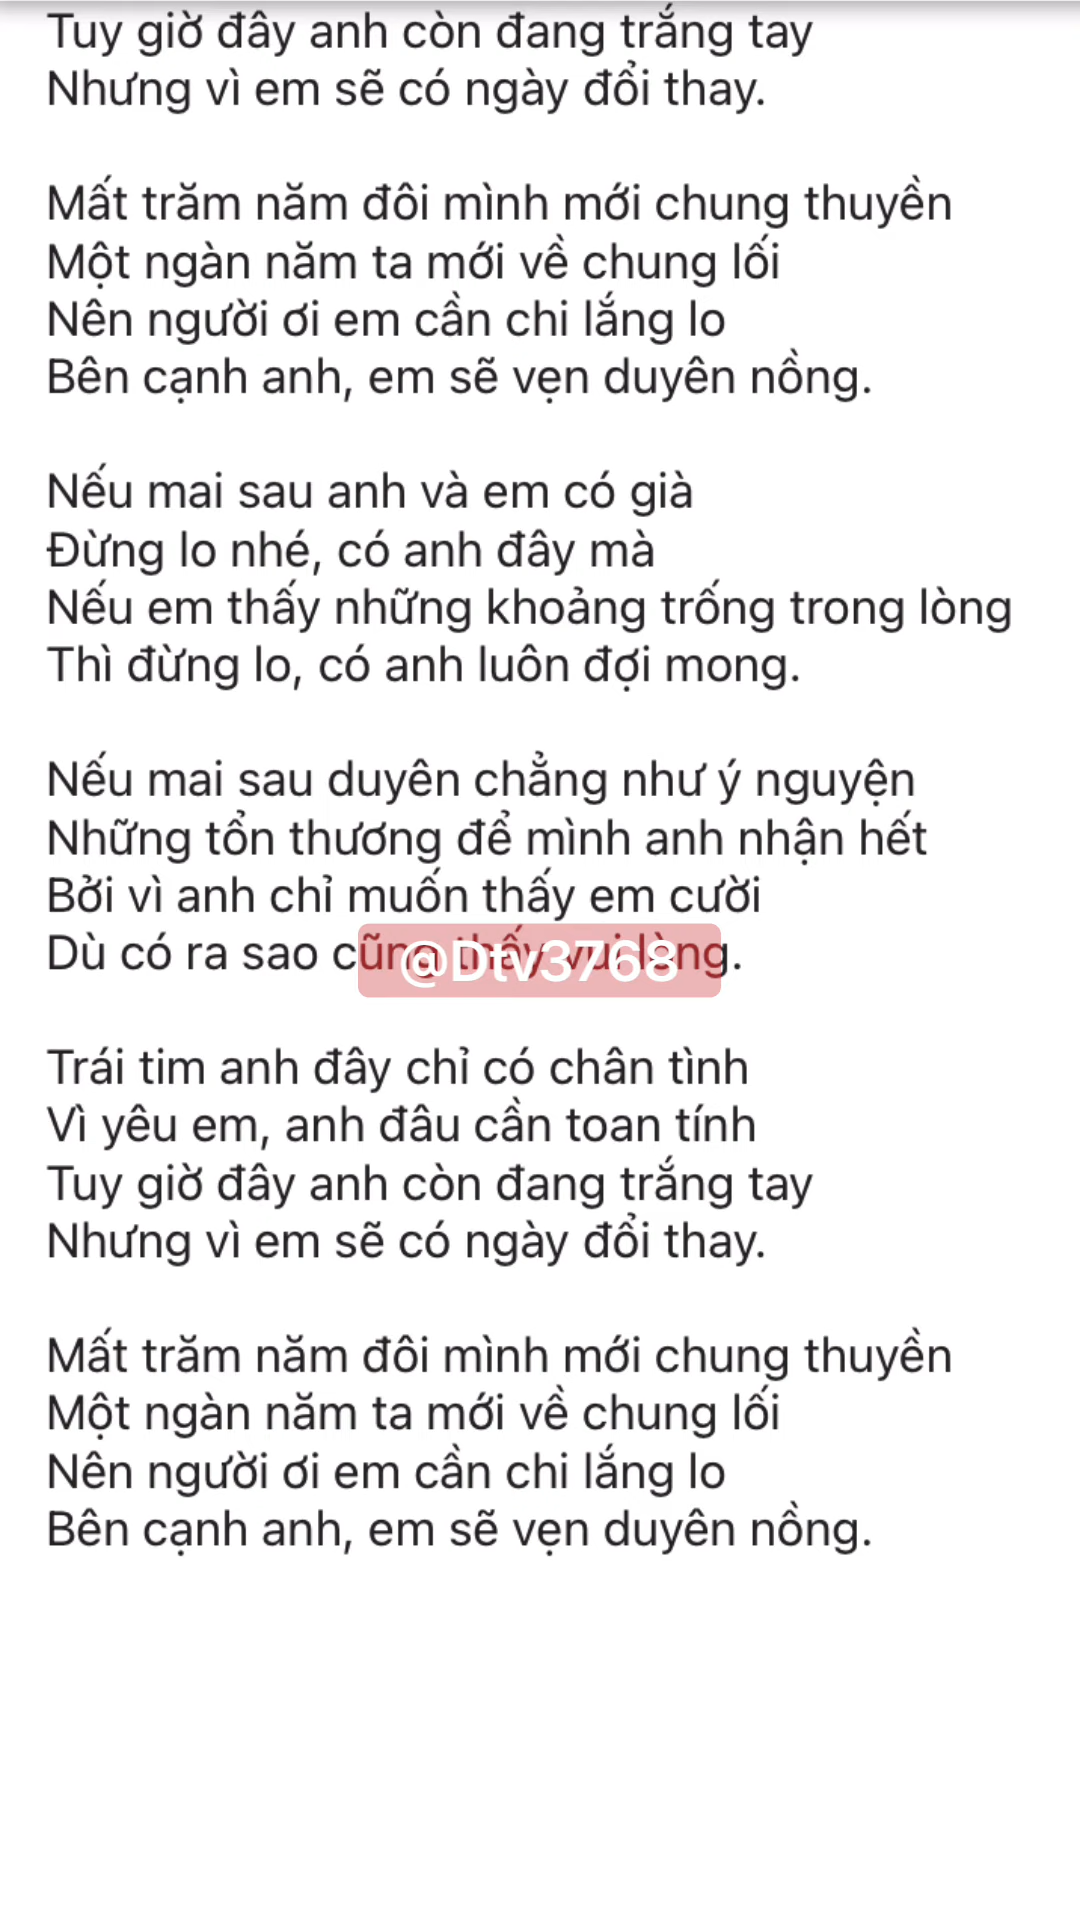 Tuy giờ đây anh còn đang trắng tay
Nhưng vì em sẽ có ngày đổi thay.
Mất trăm năm đôi mình mới chung thuyền
Một ngàn năm ta mới về chung lối
Nên người ơi em cần chi lắng lo
Bên cạnh anh, em sẽ vẹn duyên nồng.
Nếu mai sau anh và em có già
Đừng lo nhé, có anh đây mà
Nếu em thấy những khoảng trống trong lòng
Thì đừng lo, có anh luôn đợi mong.
Nếu mai sau duyên chẳng như ý nguyện
Những tổn thương để mình anh nhận hết
Bởi vì anh chỉ muốn thấy em cười
Dù có ra sao cũng thấy vui lòng.
@Dtv3768
Trái tim anh đây chỉ có chân tình
Vì yêu em, anh đâu cần toan tính
Tuy giờ đây anh còn đang trắng tay
Nhưng vì em sẽ có ngày đổi thay.
Mất trăm năm đôi mình mới chung thuyền
Một ngàn năm ta mới về chung lối
Nên người ơi em cần chi lắng lo
Bên cạnh anh, em sẽ vẹn duyên nồng.